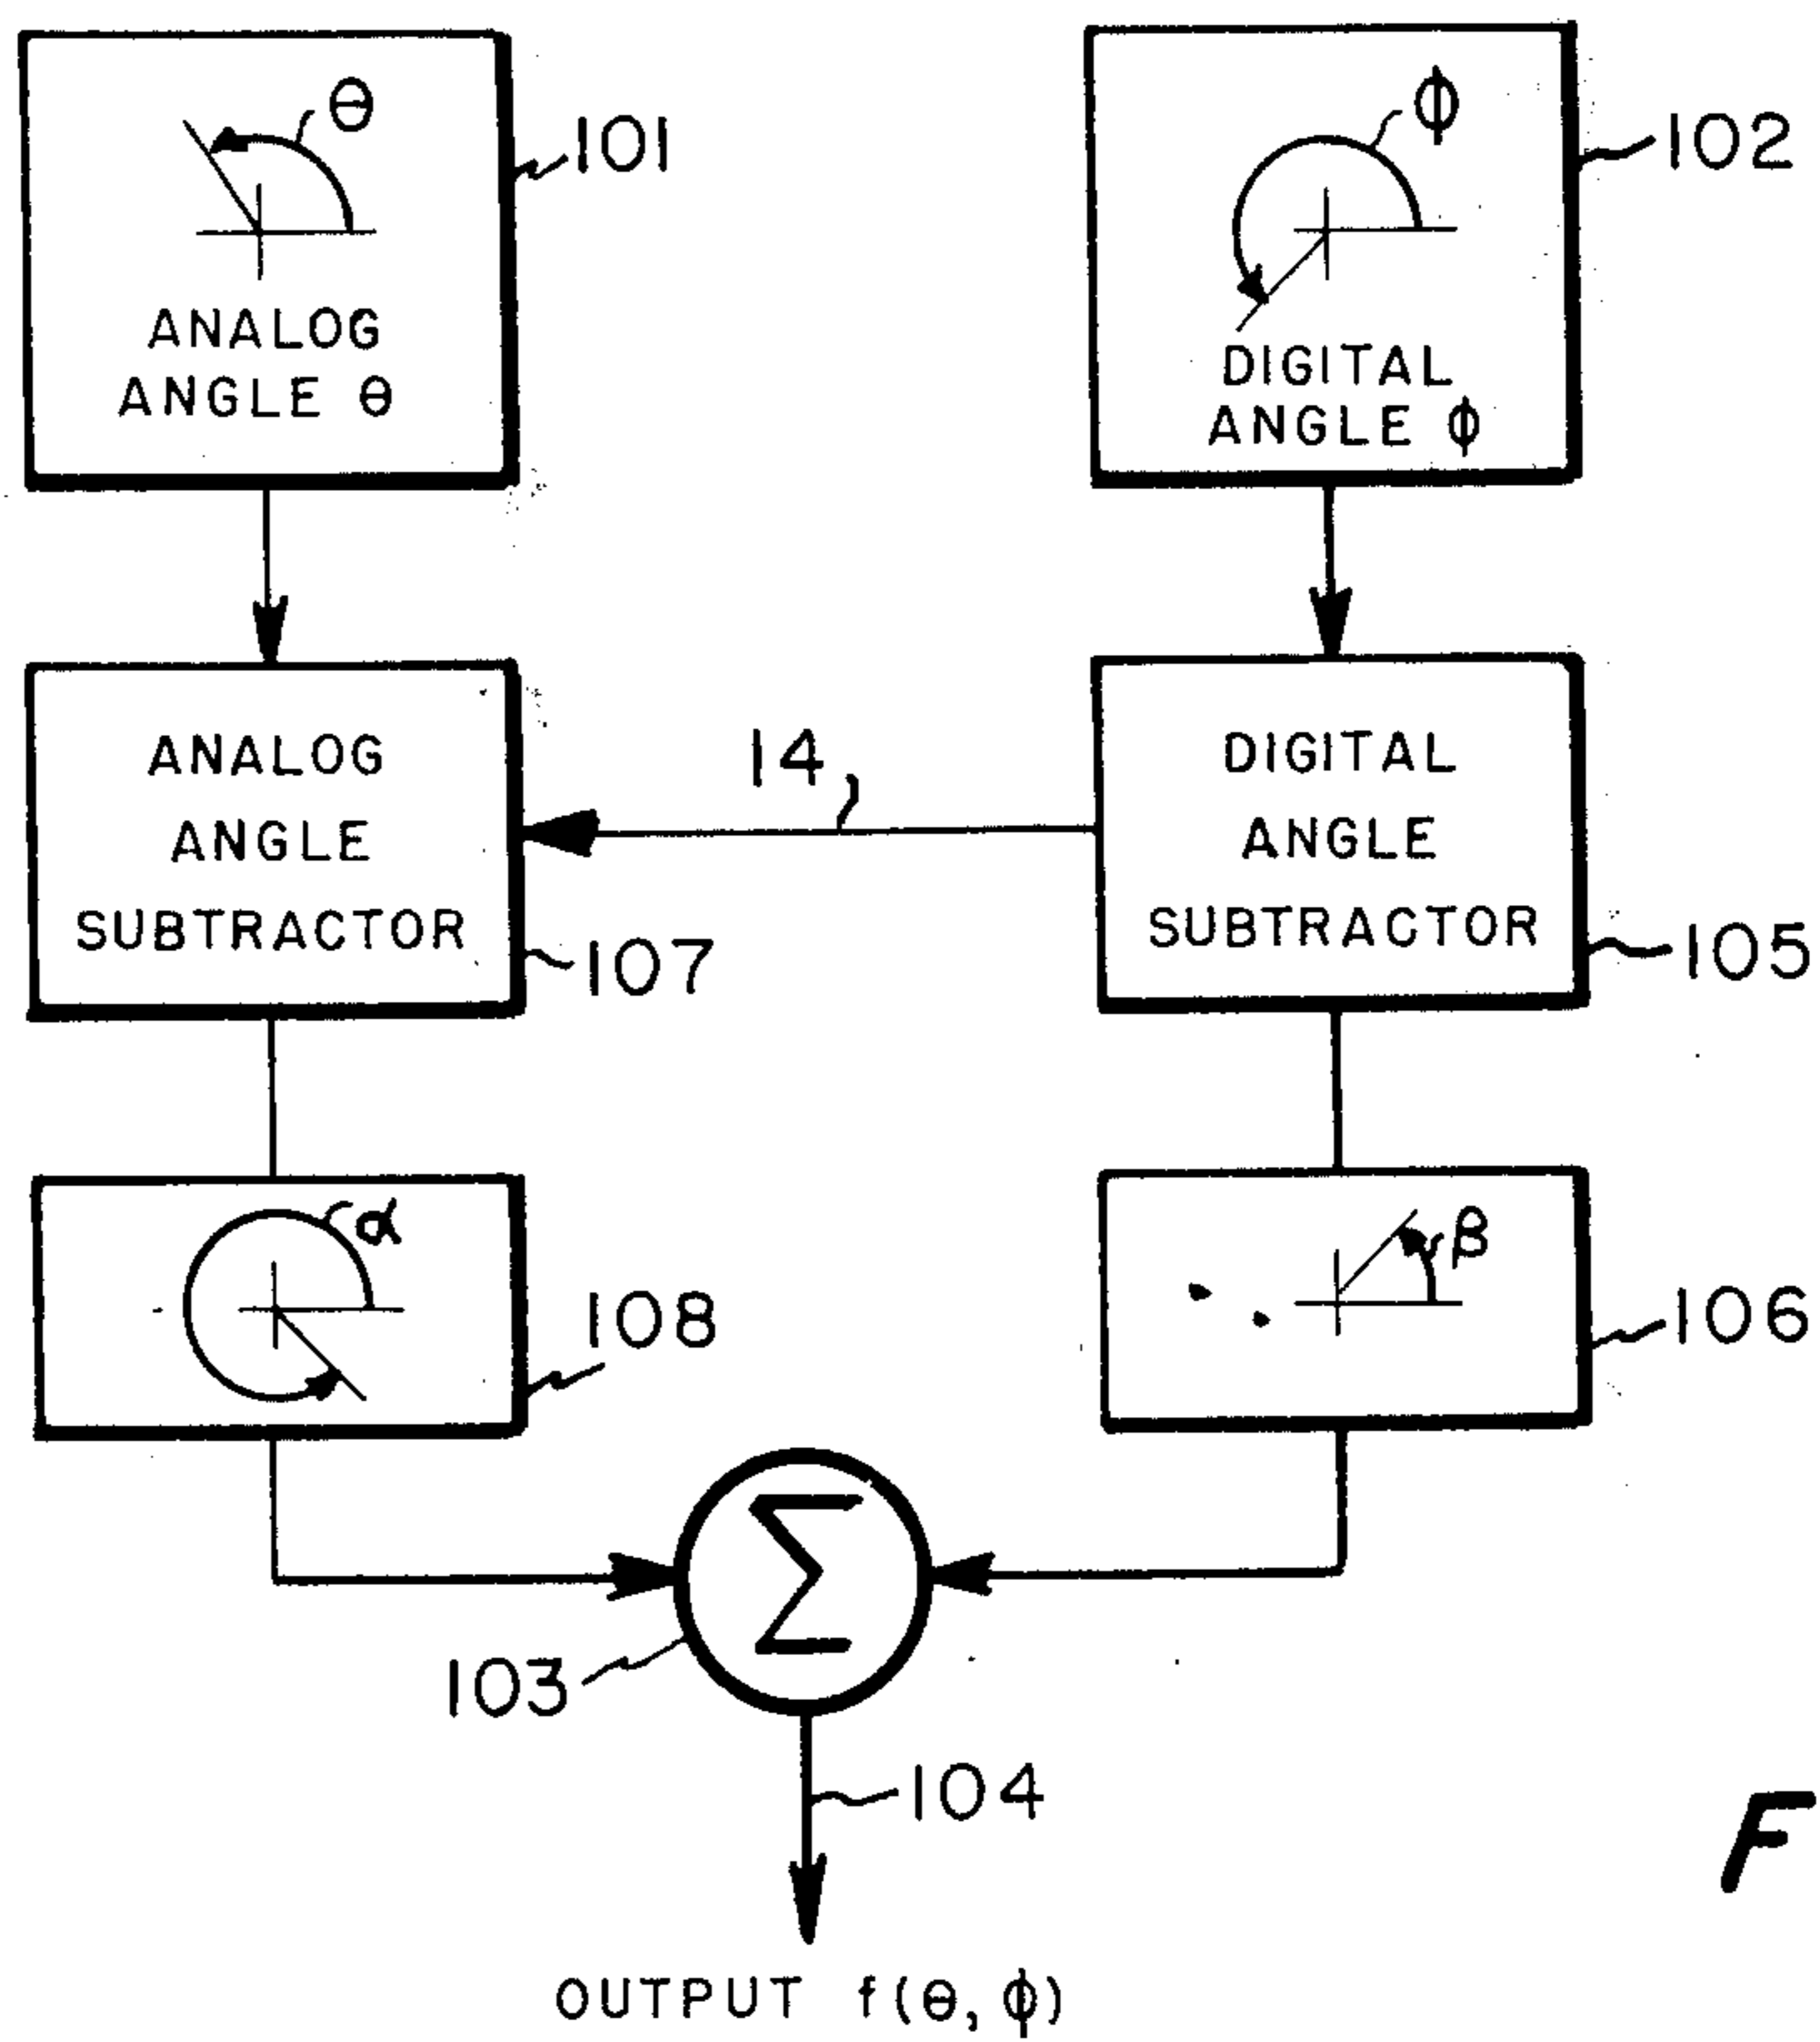 θ
101
ANALOG
ANGLE θ
ϕ
102
DIGITAL
ANGLE ϕ
ANALOG
ANGLE
SUBTRACTOR
107
14
DIGITAL
ANGLE
SUBTRACTOR
105
α
108
β
106
Σ
103
104
OUTPUT f(θ,ϕ)
F